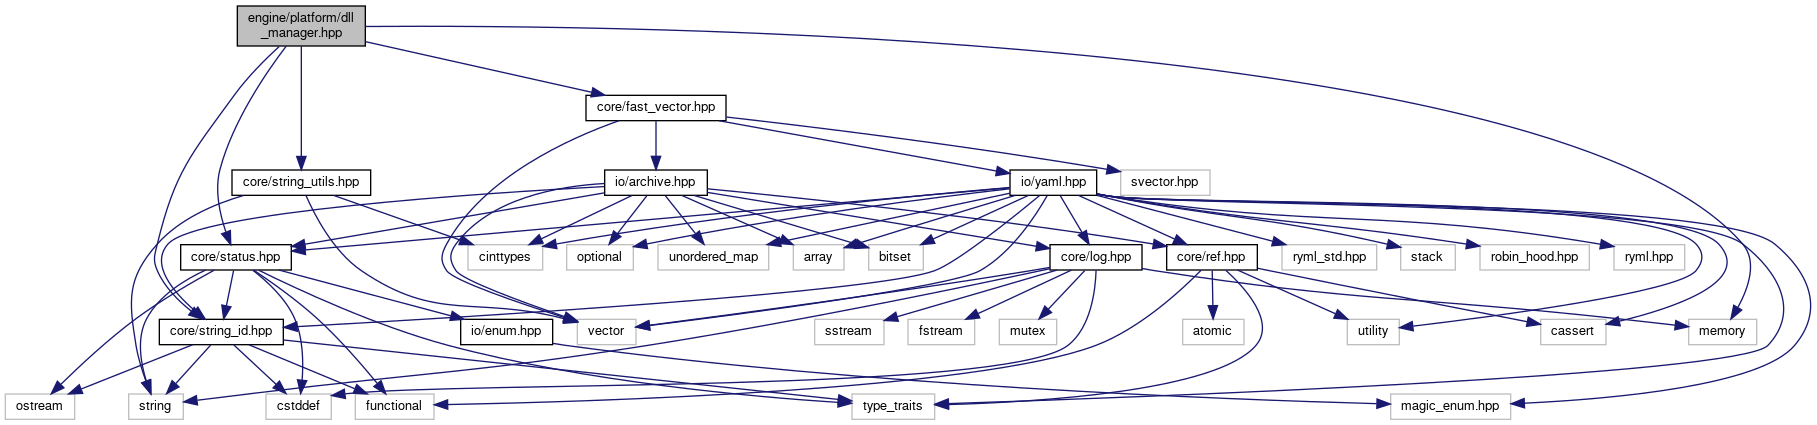 engine/platform/dll
_manager.hpp
core/fast_vector.hpp
core/string_utils.hpp
io/archive.hpp
io/yaml.hpp
svector.hpp
core/status.hpp
cinttypes
optional
unordered_map
array
bitset
core/log.hpp
core/ref.hpp
ryml_std.hpp
stack
robin_hood.hpp
ryml.hpp
core/string_id.hpp
io/enum.hpp
vector
sstream
fstream
mutex
atomic
utility
cassert
memory
ostream
string
cstddef
functional
type_traits
magic_enum.hpp